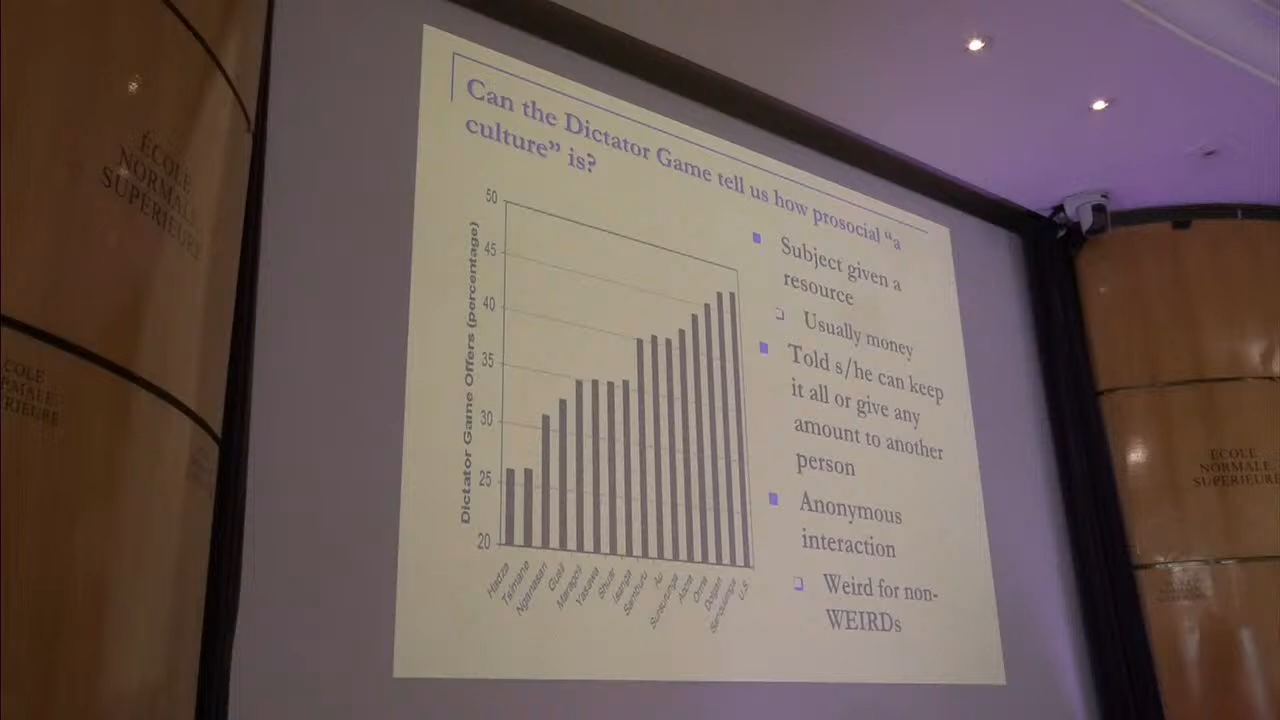 ÉCOLE
NORMALE
SUPERIEURE
Can the Dictator Game tell us how prosocial “a
culture” is?
50
45
40
35
30
25
20
Dictator Game Offers (percentage)
Hadza
Tsimane
Nganasan
Gusii
Maragoli
Yasawa
Shuar
Isanga
Samburu
Au
Sursurunga
Accra
Orma
Dolgan
Sanquianga
U.S.
Subject given a
resource
Usually money
Told s/he can keep
it all or give any
amount to another
person
Anonymous
interaction
Weird for non-
WEIRDs
ÉCOLE
NORMALE
SUPERIEURE